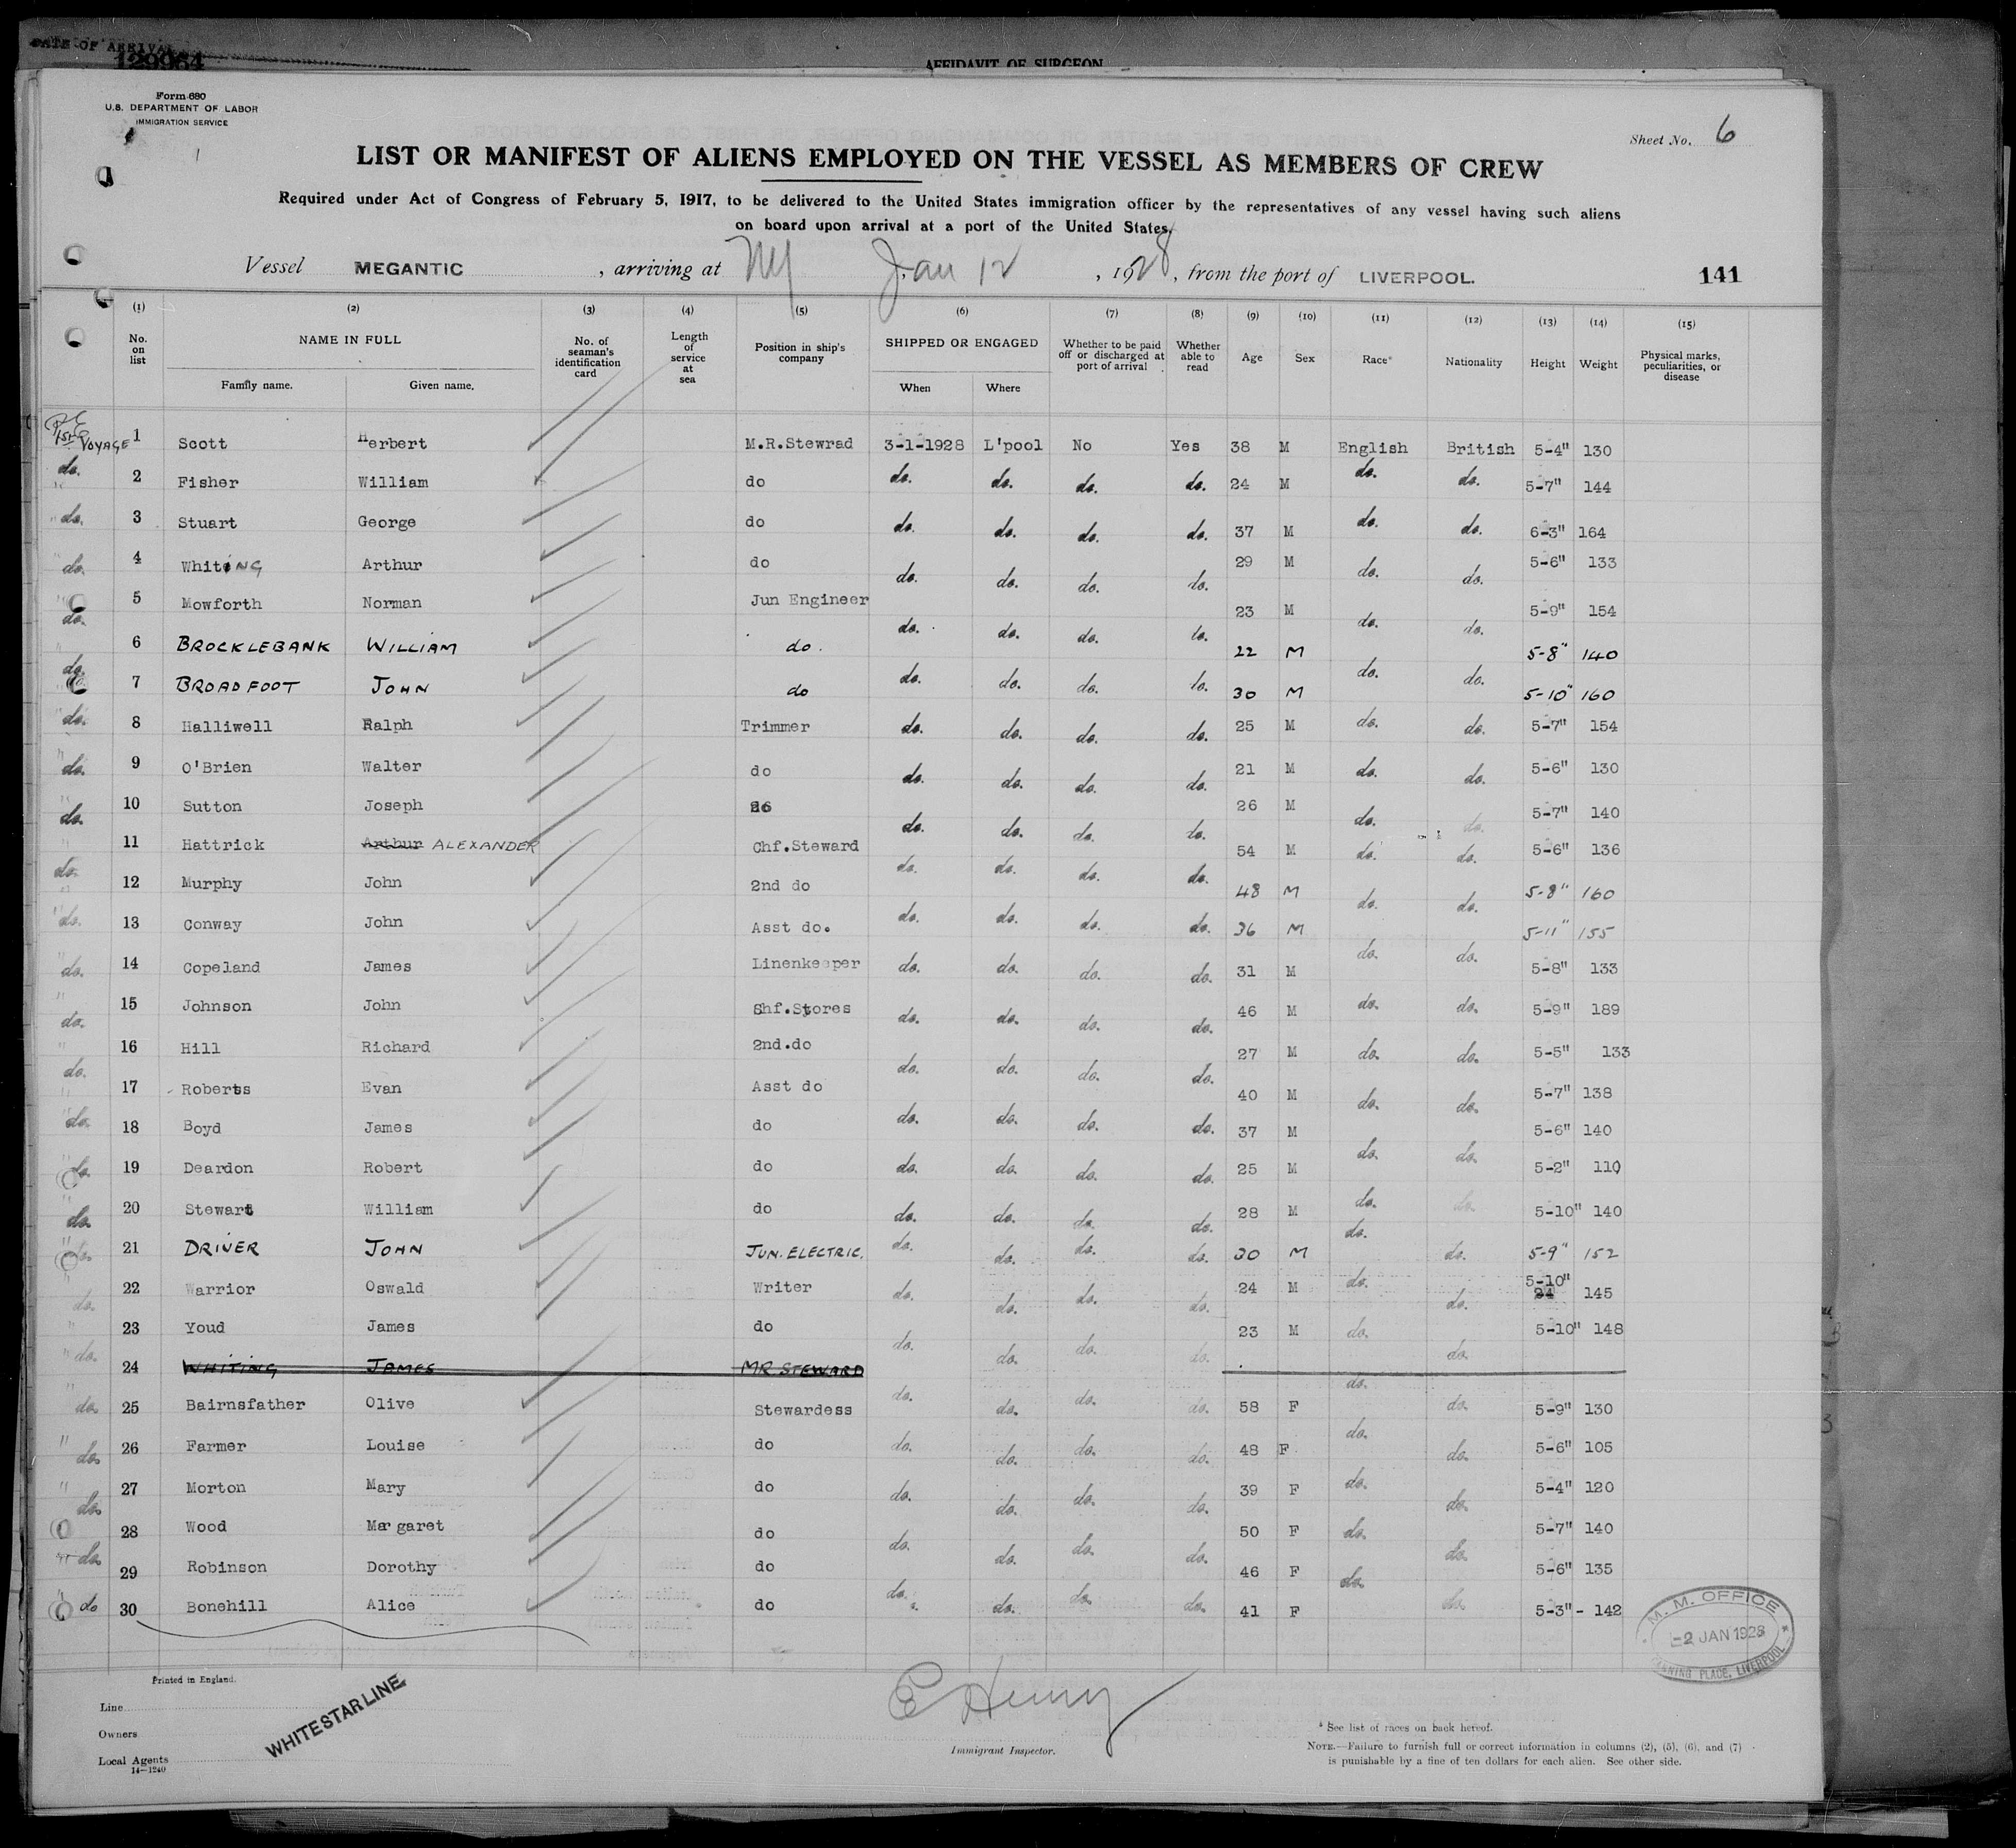 DATE OF ARRIVAL
129964
AFFIDAVIT OF SURGEON
Form 680
U.S. DEPARTMENT OF LABOR
IMMIGRATION SERVICE
Sheet No. 6
LIST OR MANIFEST OF ALIENS EMPLOYED ON THE VESSEL AS MEMBERS OF CREW
Required under Act of Congress of February 5, 1917, to be delivered to the United States immigration officer by the representatives of any vessel having such aliens
on board upon arrival at a port of the United States.
Vessel MEGANTIC, arriving at NY Jan 12, 1928, from the port of LIVERPOOL. 141
(1) (2) (3) (4) (5) (6) (7) (8) (9) (10) (11) (12) (13) (14) (15)
No. on list NAME IN FULL Family name. Given name. No. of seaman's identification card Length of service at sea Position in ship's company SHIPPED OR ENGAGED When Where Whether to be paid off or discharged at port of arrival Whether able to read Age Sex Race* Nationality Height Weight Physical marks, peculiarities, or disease
1st VOYAGE 1 Scott Herbert M.R.Stewrad 3-1-1928 L'pool No Yes 38 M English British 5-4" 130
do. 2 Fisher William do do. do. do. do. 24 M do. do. 5-7" 144
" do. 3 Stuart George do do. do. do. do. 37 M do. do. 6-3" 164
" do. 4 WhitiNG Arthur do do. do. do. do. 29 M do. do. 5-6" 133
" do. 5 Mowforth Norman Jun Engineer do. do. do. do. 23 M do. do. 5-9" 154
" do. 6 BROCKLEBANK WILLIAM do. do. do. do. do. 22 M do. do. 5-8" 140
" 7 BROADFOOT JOHN do do. do. do. do. 30 M do. do. 5-10" 160
" do. 8 Halliwell Ralph Trimmer do. do. do. do. 25 M do. do. 5-7" 154
" do. 9 O'Brien Walter do do. do. do. do. 21 M do. do. 5-6" 130
" do. 10 Sutton Joseph do do. do. do. do. 26 M do. do. 5-7" 140
" do. 11 Hattrick Arthur ALEXANDER Chf.Steward do. do. do. do. 54 M do. do. 5-6" 136
" 12 Murphy John 2nd do do. do. do. do. 48 M do. do. 5-8" 160
" do. 13 Conway John Asst do. do. do. do. do. 36 M do. do. 5-11" 155
" do. 14 Copeland James Linenkeeper do. do. do. do. 31 M do. do. 5-8" 133
" do. 15 Johnson John Shf.Stores do. do. do. do. 46 M do. do. 5-9" 189
" do. 16 Hill Richard 2nd.do do. do. do. do. 27 M do. do. 5-5" 133
" 17 Roberts Evan Asst do do. do. do. do. 40 M do. do. 5-7" 138
" do. 18 Boyd James do do. do. do. do. 37 M do. do. 5-6" 140
" do. 19 Deardon Robert do do. do. do. do. 25 M do. do. 5-2" 110
" do. 20 Stewart William do do. do. do. do. 28 M do. do. 5-10" 140
" do. 21 DRIVER JOHN JUN. ELECTRIC. do. do. do. do. 30 M do. do. 5-9" 152
" do. 22 Warrior Oswald Writer do. do. do. do. 24 M do. do. 5-10" 24 145
" 23 Youd James do do. do. do. do. 23 M do. do. 5-10" 148
" do. 24 WHITING JAMES MR STEWARD
" do. 25 Bairnsfather Olive Stewardess do. do. do. do. 58 F do. do. 5-9" 130
" do. 26 Farmer Louise do do. do. do. do. 48 F do. do. 5-6" 105
" do. 27 Morton Mary do do. do. do. do. 39 F do. do. 5-4" 120
28 Wood Margaret do do. do. do. do. 50 F do. do. 5-7" 140
" do. 29 Robinson Dorothy do do. do. do. do. 46 F do. do. 5-6" 135
" do 30 Bonehill Alice do do. do. do. do. 41 F do. 5-3" - 142
M. M. OFFICE
-2 JAN 1928
CANNING PLACE, LIVERPOOL
Printed in England.
Line
Owners
WHITE STAR LINE
Local Agents
14-1240
E Henry
Immigrant Inspector.
* See list of races on back hereof.
NOTE.—Failure to furnish full or correct information in columns (2), (5), (6), and (7)
is punishable by a fine of ten dollars for each alien. See other side.